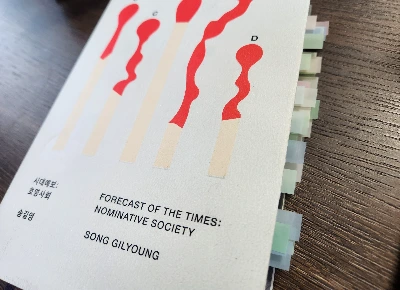 C
D
시대예보:
호명사회
송길영
FORECAST OF THE TIMES:
NOMINATIVE SOCIETY
SONG GILYOUNG